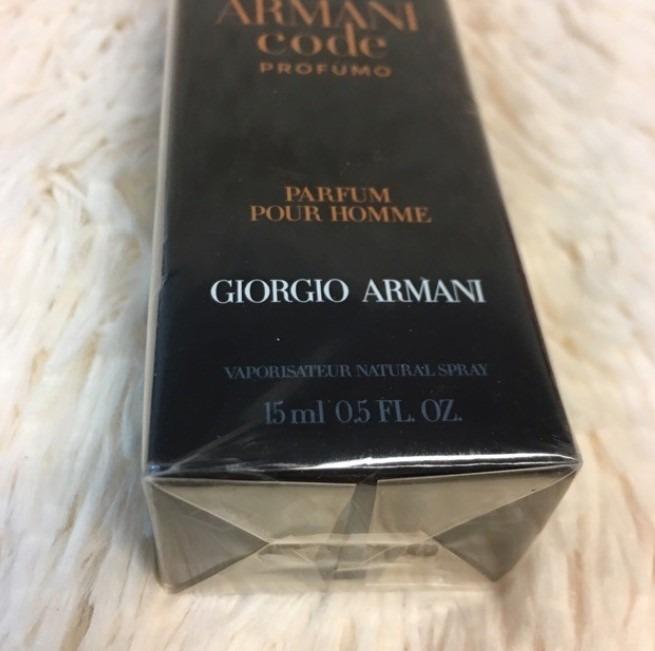 ARMANI
code
PROFUMO
PARFUM
POUR HOMME
GIORGIO ARMANI
VAPORISATEUR NATURAL SPRAY
15 ml 0.5 FL. OZ.